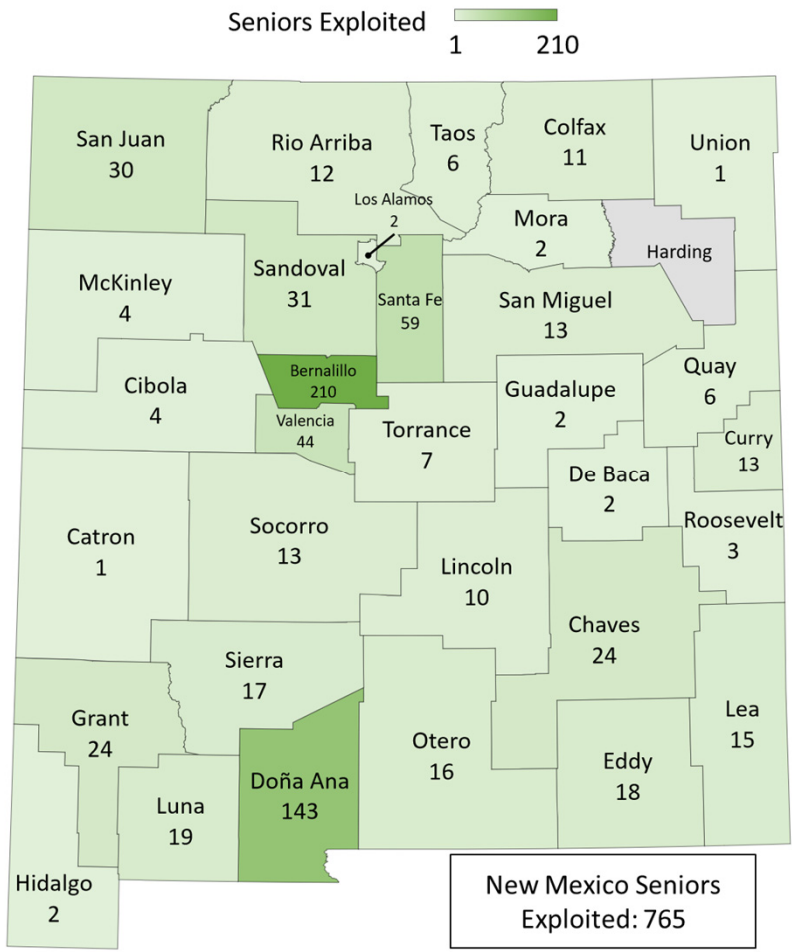 Seniors Exploited
1 210
San Juan
30
Rio Arriba
12
Taos
6
Colfax
11
Union
1
Los Alamos
2
Mora
2
Harding
McKinley
4
Sandoval
31
Santa Fe
59
San Miguel
13
Bernalillo
210
Cibola
4
Valencia
44
Torrance
7
Guadalupe
2
Quay
6
Curry
13
De Baca
2
Roosevelt
3
Catron
1
Socorro
13
Lincoln
10
Chaves
24
Sierra
17
Grant
24
Doña Ana
143
Otero
16
Eddy
18
Lea
15
Luna
19
Hidalgo
2
New Mexico Seniors
Exploited: 765